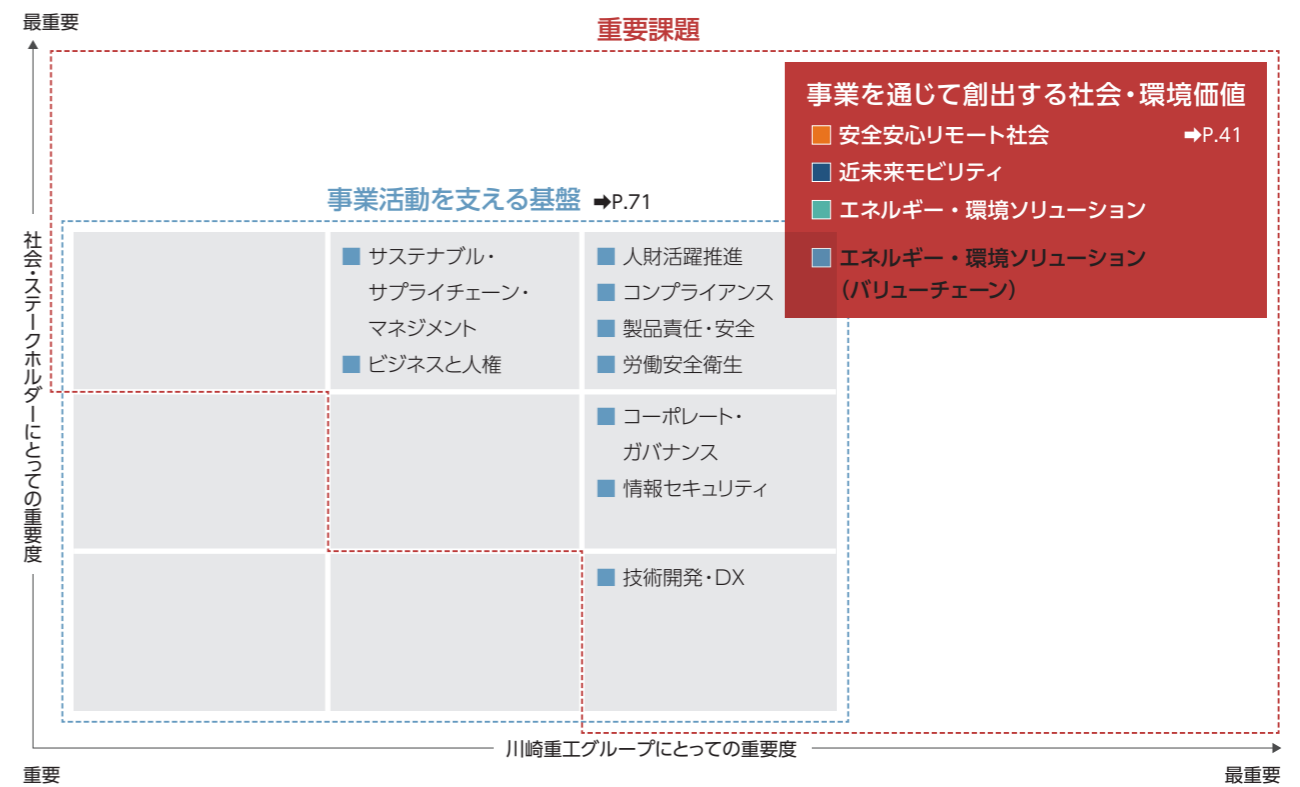 最重要
重要課題
事業を通じて創出する社会・環境価値
安全安心リモート社会 ➡P.41
近未来モビリティ
エネルギー・環境ソリューション
エネルギー・環境ソリューション
（バリューチェーン）
事業活動を支える基盤 ➡P.71
サステナブル・
サプライチェーン・
マネジメント
ビジネスと人権
人財活躍推進
コンプライアンス
製品責任・安全
労働安全衛生
コーポレート・
ガバナンス
情報セキュリティ
技術開発・DX
社会・ステークホルダーにとっての重要度
川崎重工グループにとっての重要度
重要
最重要